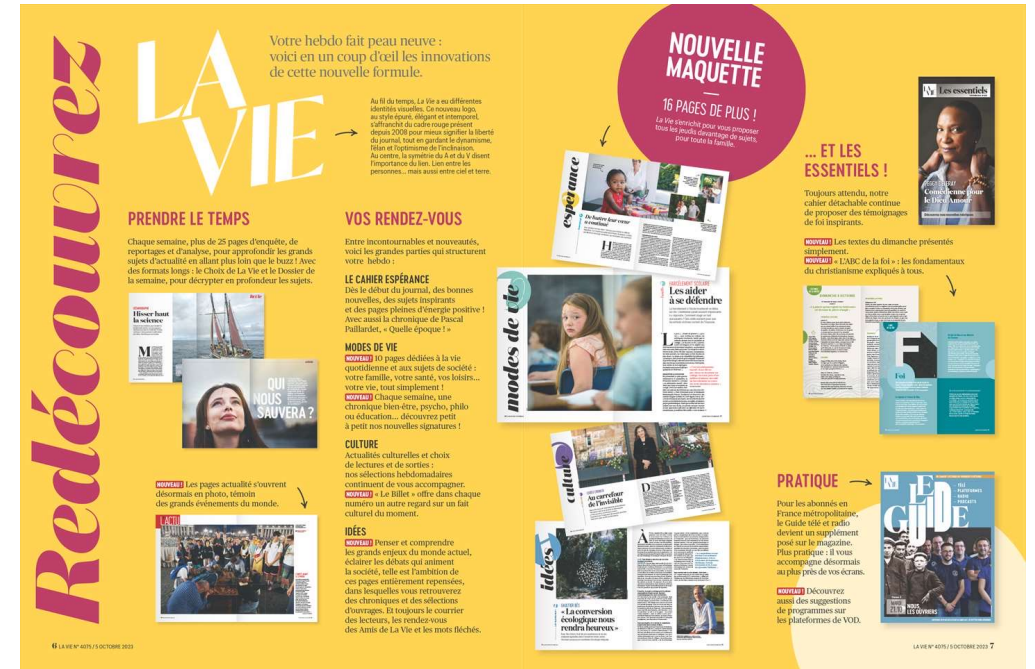 Redécouvrez
LA
VIE
Votre hebdo fait peau neuve :
voici en un coup d'œil les innovations
de cette nouvelle formule.
Au fil du temps, La Vie a eu différentes
identités visuelles. Ce nouveau logo,
au style épuré, élégant et intemporel,
s'affranchit du cadre rouge présent
depuis 2008 pour mieux signifier la liberté
du journal, tout en gardant le dynamisme,
l'élan et l'optimisme de l'inclinaison.
Au centre, la symétrie du A et du V disent
l'importance du lien. Lien entre les
personnes... mais aussi entre ciel et terre.
PRENDRE LE TEMPS
Chaque semaine, plus de 25 pages d'enquête, de
reportages et d'analyse, pour approfondir les grands
sujets d'actualité en allant plus loin que le buzz ! Avec
des formats longs : le Choix de La Vie et le Dossier de
la semaine, pour décrypter en profondeur les sujets.
Hisser haut
la science
QUI
NOUS
SAUVERA ?
NOUVEAU ! Les pages actualité s'ouvrent
désormais en photo, témoin
des grands événements du monde.
L'ACTU
VOS RENDEZ-VOUS
Entre incontournables et nouveautés,
voici les grandes parties qui structurent
votre hebdo :
LE CAHIER ESPÉRANCE
Dès le début du journal, des bonnes
nouvelles, des sujets inspirants
et des pages pleines d'énergie positive !
Avec aussi la chronique de Pascal
Paillardet, « Quelle époque ! »
MODES DE VIE
NOUVEAU ! 10 pages dédiées à la vie
quotidienne et aux sujets de société :
votre famille, votre santé, vos loisirs...
votre vie, tout simplement !
NOUVEAU ! Chaque semaine, une
chronique bien-être, psycho, philo
ou éducation... découvrez petit
à petit nos nouvelles signatures !
CULTURE
Actualités culturelles et choix
de lectures et de sorties :
nos sélections hebdomadaires
continuent de vous accompagner.
NOUVEAU ! « Le Billet » offre dans chaque
numéro un autre regard sur un fait
culturel du moment.
IDÉES
NOUVEAU ! Penser et comprendre
les grands enjeux du monde actuel,
éclairer les débats qui animent
la société, telle est l'ambition de
ces pages entièrement repensées,
dans lesquelles vous retrouverez
des chroniques et des sélections
d'ouvrages. Et toujours le courrier
des lecteurs, les rendez-vous
des Amis de La Vie et les mots fléchés.
NOUVELLE
MAQUETTE
16 PAGES DE PLUS !
La Vie s'enrichit pour vous proposer
tous les jeudis davantage de sujets,
pour toute la famille.
espérance
De battre leur cœur
a continué
modes de vie
HARCÈLEMENT SCOLAIRE
Les aider
à se défendre
culture
Au carrefour
de l'invisible
idées
« La conversion
écologique nous
rendra heureux »
... ET LES
ESSENTIELS !
Toujours attendu, notre
cahier détachable continue
de proposer des témoignages
de foi inspirants.
Les essentiels
Comédienne pour
le Dieu Amour
NOUVEAU ! Les textes du dimanche présentés
simplement.
NOUVEAU ! « L'ABC de la foi » : les fondamentaux
du christianisme expliqués à tous.
F
Foi
PRATIQUE
Pour les abonnés en
France métropolitaine,
le Guide télé et radio
devient un supplément
posé sur le magazine.
Plus pratique : il vous
accompagne désormais
au plus près de vos écrans.
NOUVEAU ! Découvrez
aussi des suggestions
de programmes sur
les plateformes de VOD.
LE
GUIDE
TÉLÉ
PLATEFORMES
RADIO
PODCASTS
NOUS,
LES OUVRIERS
6 LA VIE N° 4075 / 5 OCTOBRE 2023
LA VIE N° 4075 / 5 OCTOBRE 2023 7